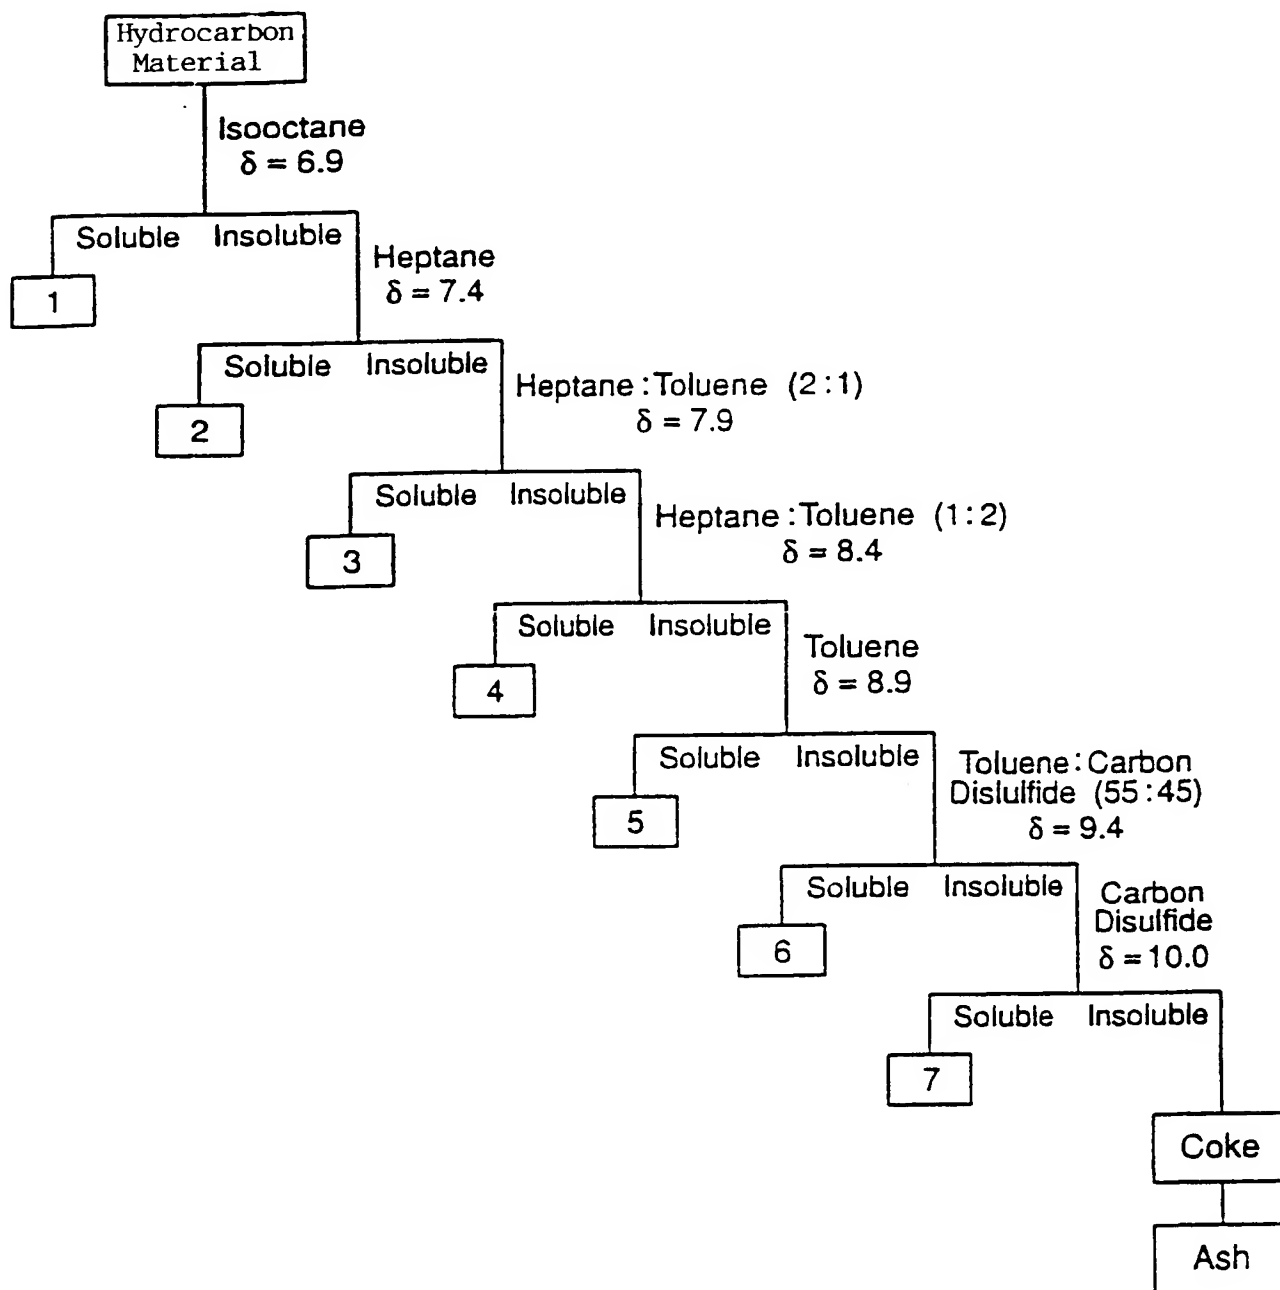 Hydrocarbon
Material
Isooctane
δ = 6.9
Soluble Insoluble
1
Heptane
δ = 7.4
Soluble Insoluble
2
Heptane : Toluene (2 : 1)
δ = 7.9
Soluble Insoluble
3
Heptane : Toluene (1 : 2)
δ = 8.4
Soluble Insoluble
4
Toluene
δ = 8.9
Soluble Insoluble
5
Toluene : Carbon
Dislulfide (55 : 45)
δ = 9.4
Soluble Insoluble
6
Carbon
Disulfide
δ = 10.0
Soluble Insoluble
7
Coke
Ash